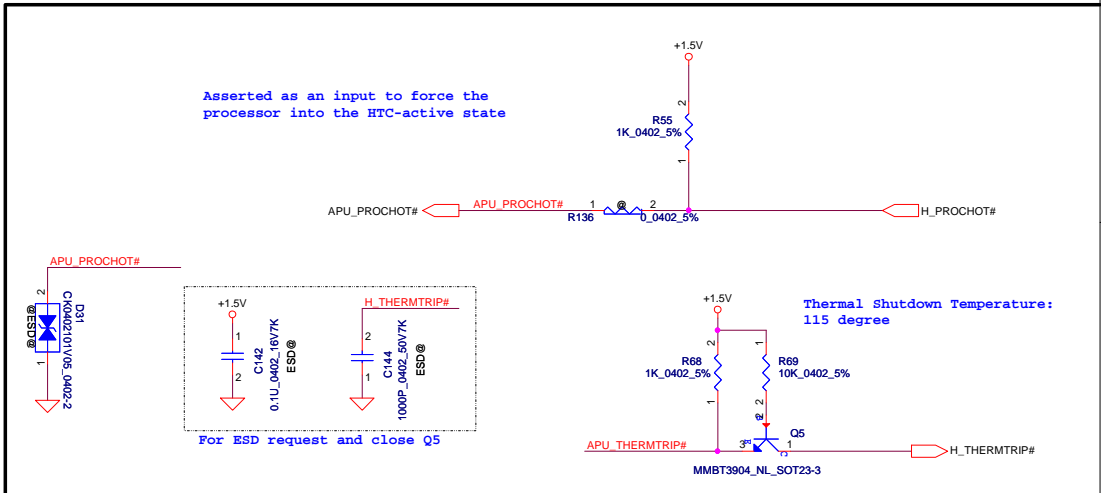 +1.5V
Asserted as an input to force the
processor into the HTC-active state
2
R55
1K_0402_5%
1
APU_PROCHOT#
APU_PROCHOT#
1
@
2
R136
0_0402_5%
H_PROCHOT#
APU_PROCHOT#
2
D31
CK0402101V05_0402-2
@ESD@
1
+1.5V
1
C142
0.1U_0402_16V7K
ESD@
2
H_THERMTRIP#
2
C144
1000P_0402_50V7K
ESD@
1
For ESD request and close Q5
+1.5V
Thermal Shutdown Temperature:
115 degree
2
R68
1K_0402_5%
1
1
R69
10K_0402_5%
2
2
B
Q5
APU_THERMTRIP#
3
E
C
1
H_THERMTRIP#
MMBT3904_NL_SOT23-3